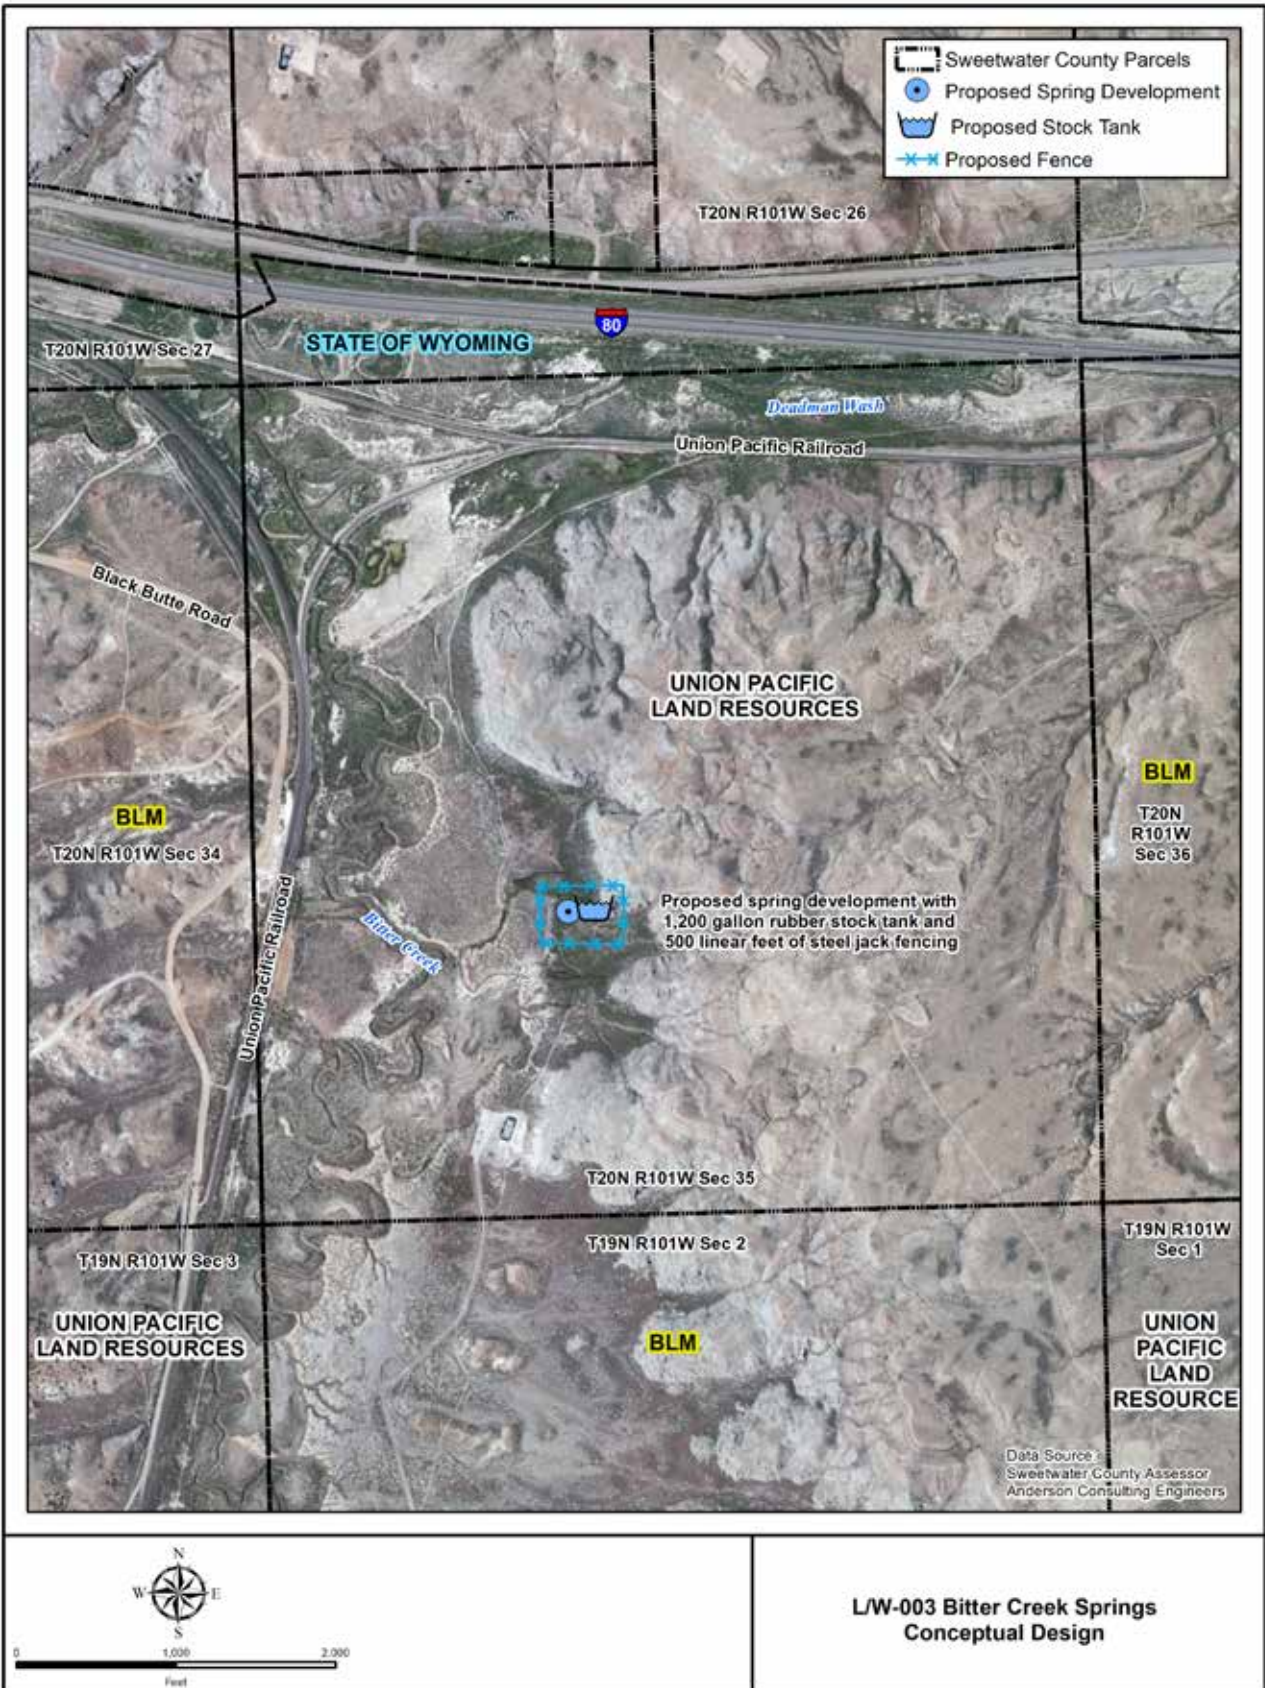 Sweetwater County Parcels
Proposed Spring Development
Proposed Stock Tank
Proposed Fence
T20N R101W Sec 26
80
STATE OF WYOMING
T20N R101W Sec 27
Deadman Wash
Union Pacific Railroad
Black Butte Road
UNION PACIFIC
LAND RESOURCES
BLM
T20N
R101W
Sec 36
BLM
T20N R101W Sec 34
Proposed spring development with
1,200 gallon rubber stock tank and
500 linear feet of steel jack fencing
Bitter Creek
Union Pacific Railroad
T20N R101W Sec 35
T19N R101W Sec 3
T19N R101W Sec 2
T19N R101W
Sec 1
UNION PACIFIC
LAND RESOURCES
BLM
UNION
PACIFIC
LAND
RESOURCE
Data Source:
Sweetwater County Assessor
Anderson Consulting Engineers
N
W E
S
0 1,000 2,000
Feet
L/W-003 Bitter Creek Springs
Conceptual Design